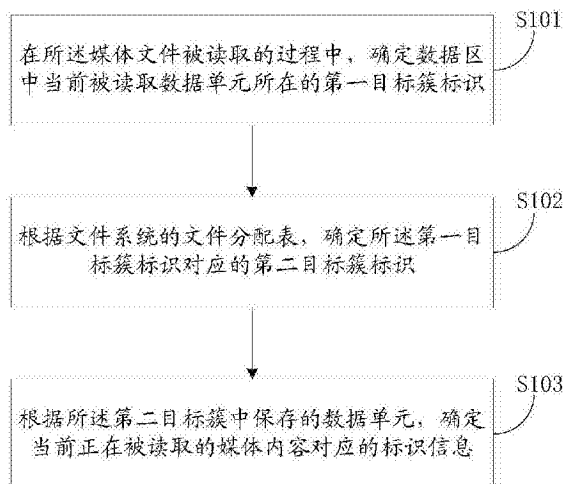 S101
在所述媒体文件被读取的过程中，确定数据区
中当前被读取数据单元所在的第一目标簇标识
S102
根据文件系统的文件分配表，确定所述第一目
标簇标识对应的第二目标簇标识
S103
根据所述第二目标簇中保存的数据单元，确定
当前正在被读取的媒体内容对应的标识信息